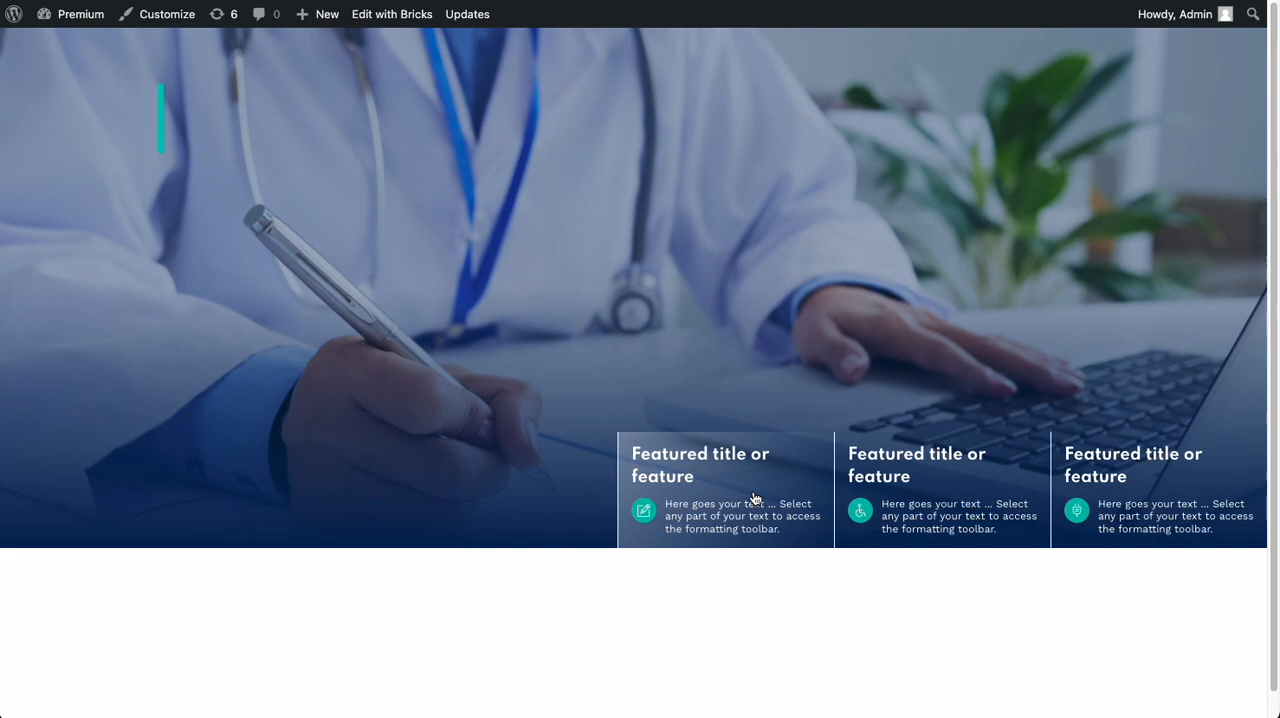 Premium Customize 6 0 New Edit with Bricks Updates Howdy, Admin
Featured title or
feature
Here goes your text ... Select
any part of your text to access
the formatting toolbar.
Featured title or
feature
Here goes your text ... Select
any part of your text to access
the formatting toolbar.
Featured title or
feature
Here goes your text ... Select
any part of your text to access
the formatting toolbar.